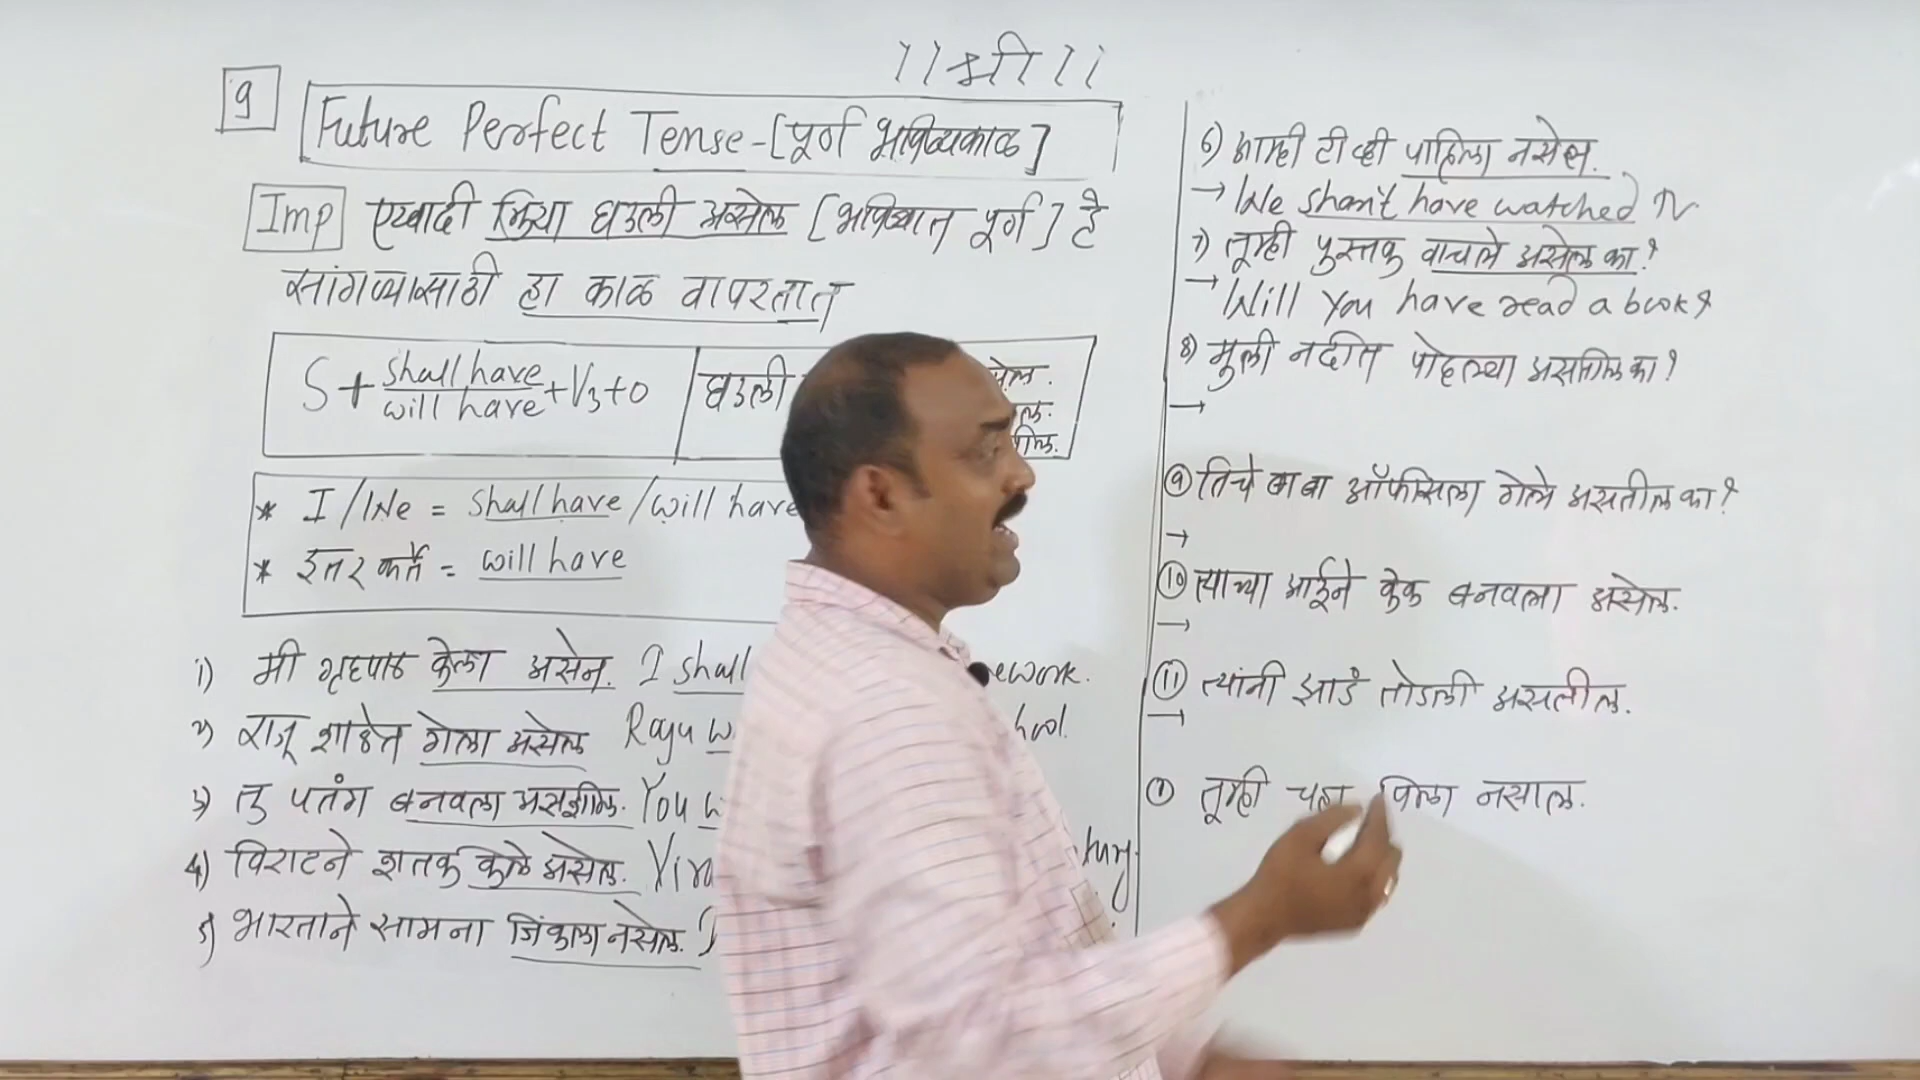 ।। श्री ।।
9
Future Perfect Tense - [पूर्ण भविष्यकाळ]
Imp एखादी क्रिया घडली असेल [भविष्यात पूर्ण] हे
सांगण्यासाठी हा काळ वापरतात
S + shall have / will have + V3 + O
घडली
* I / We = Shall have / will have
* इतर कर्ते = will have
1) मी गृहपाठ केला असेन. I shall
2) राजू शाळेत गेला असेल Raju
3) तु पतंग बनवला असशील. You
4) विराटने शतक केले असेल.
5) भारताने सामना जिंकला नसेल.
6) आम्ही टी व्ही पाहिला नसेल.
→ We shan't have watched TV.
7) तूम्ही पुस्तक वाचले असेल का?
→ Will You have read a book?
8) मुली नदीत पोहल्या असतील का?
→
9) तिचे बाबा ऑफीसला गेले असतील का?
→
10) त्याच्या आईने केक बनवला असेल.
→
11) त्यांनी झाडं तोडली असतील.
→
तूम्ही चहा पिला नसाल.